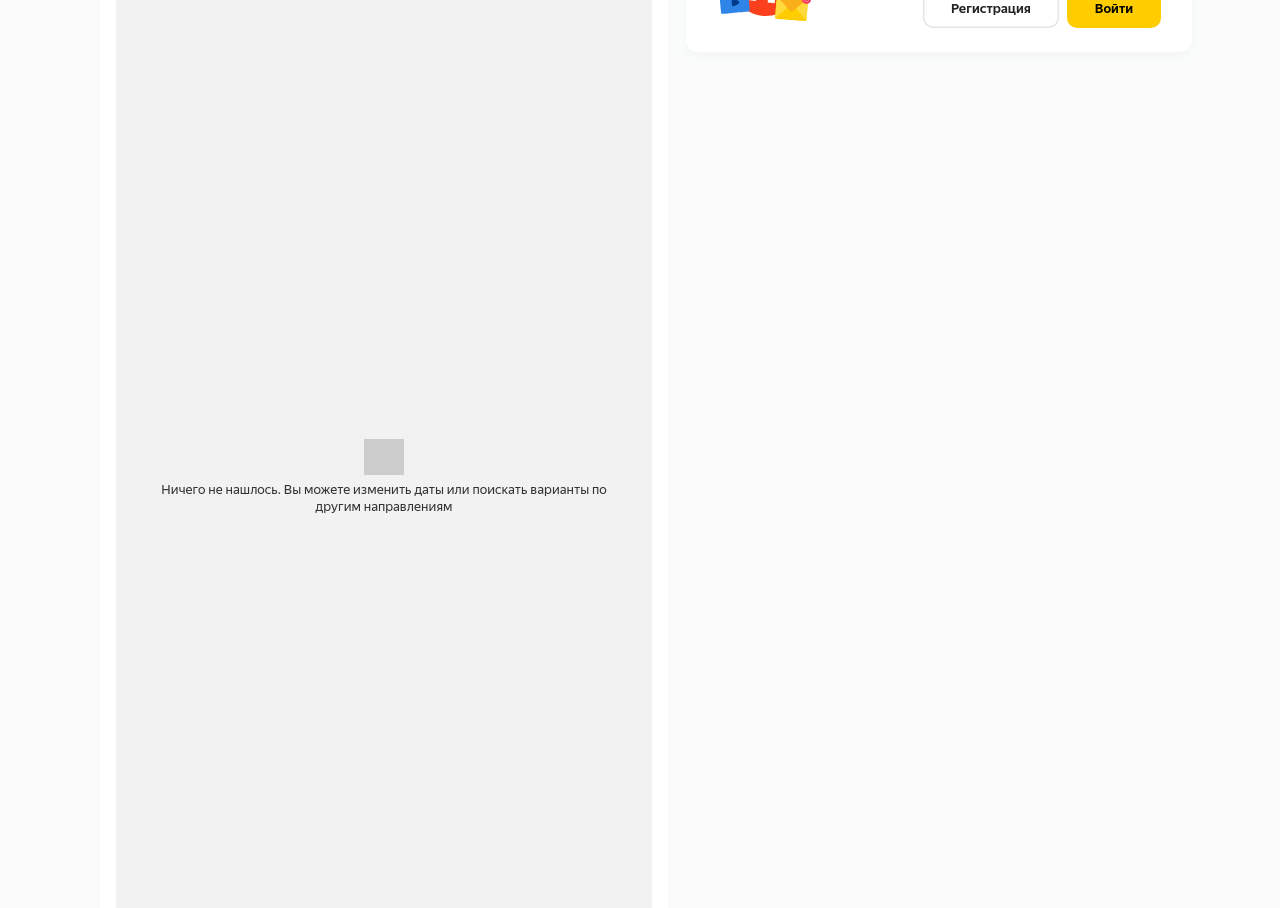 Регистрация
Войти
Ничего не нашлось. Вы можете изменить даты или поискать варианты по
другим направлениям